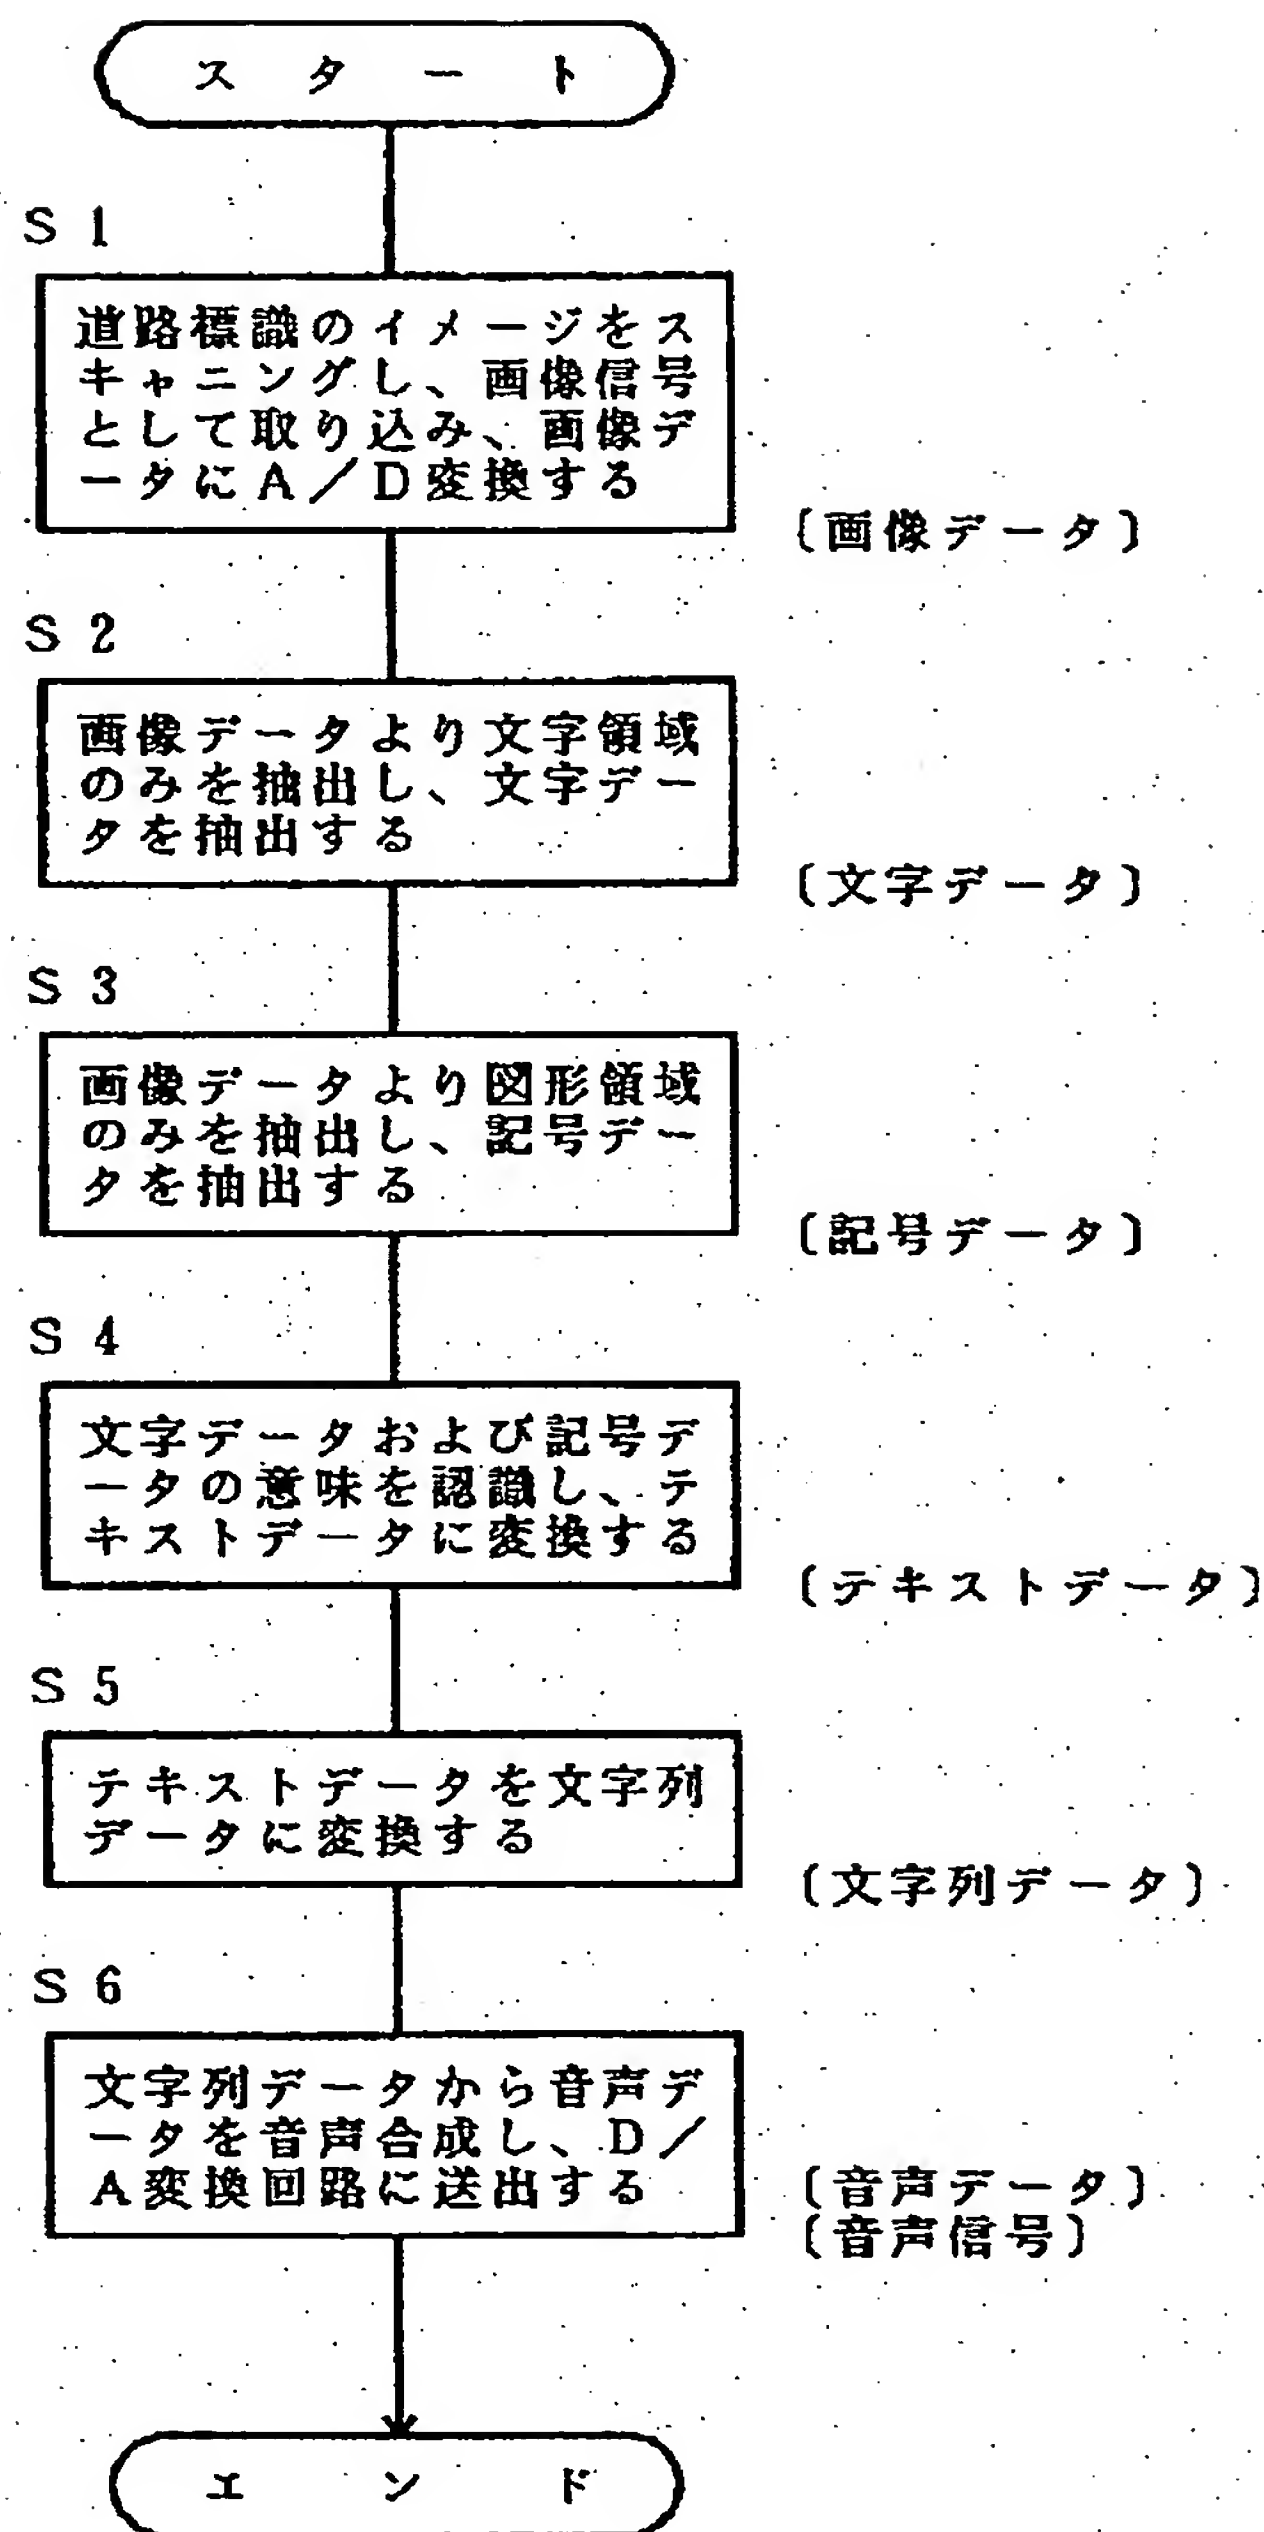 スタート
S1
道路標識のイメージをス
キャニングし、画像信号
として取り込み、画像デ
ータにA／D変換する
〔画像データ〕
S2
画像データより文字領域
のみを抽出し、文字デー
タを抽出する
〔文字データ〕
S3
画像データより図形領域
のみを抽出し、記号デー
タを抽出する
〔記号データ〕
S4
文字データおよび記号デ
ータの意味を認識し、テ
キストデータに変換する
〔テキストデータ〕
S5
テキストデータを文字列
データに変換する
〔文字列データ〕
S6
文字列データから音声デ
ータを音声合成し、D／
A変換回路に送出する
〔音声データ〕
〔音声信号〕
エンド